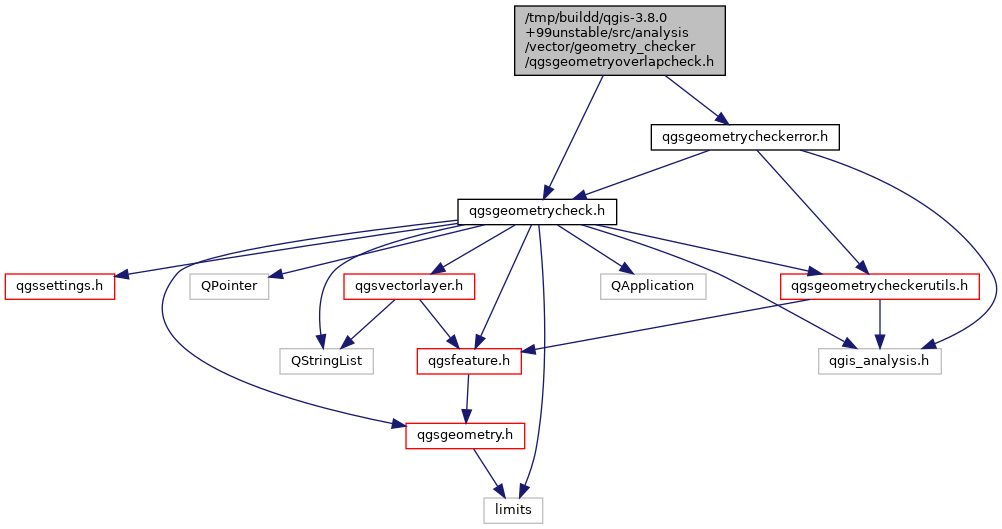 /tmp/buildd/qgis-3.8.0
+99unstable/src/analysis
/vector/geometry_checker
/qgsgeometryoverlapcheck.h
qgsgeometrycheckerror.h
qgsgeometrycheck.h
qgssettings.h
QPointer
qgsvectorlayer.h
QApplication
qgsgeometrycheckerutils.h
QStringList
qgsfeature.h
qgis_analysis.h
qgsgeometry.h
limits